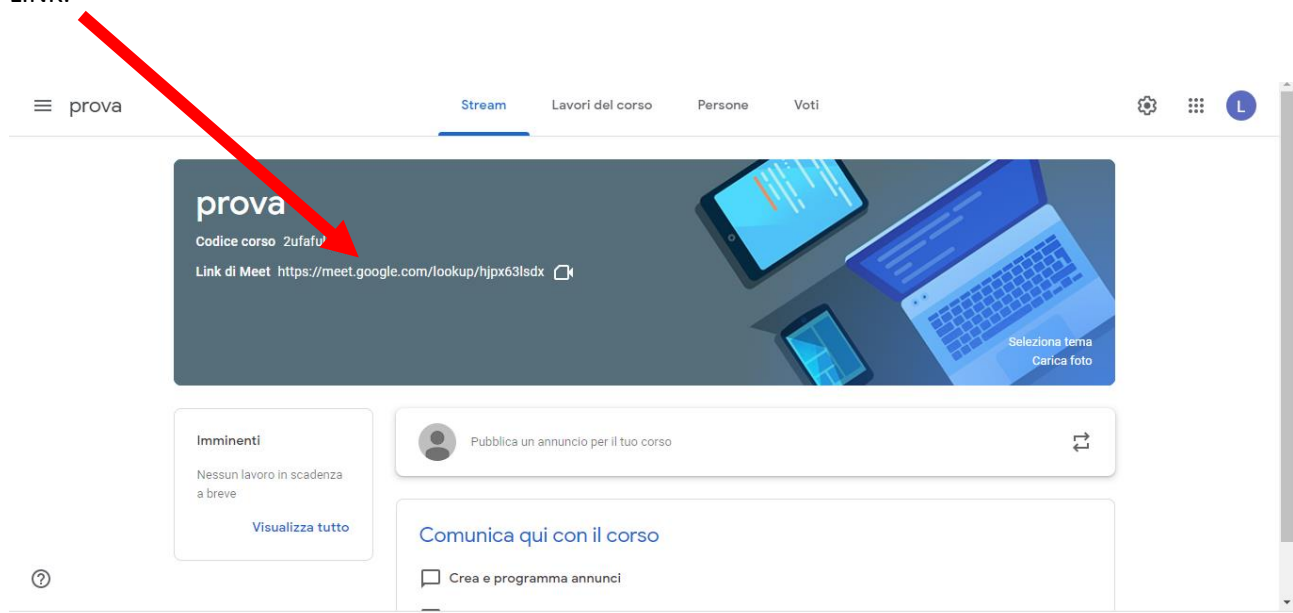 LINK:
prova
Stream Lavori del corso Persone Voti
L
prova
Codice corso
Link di Meet https://meet.google.com/lookup/hjpx63lsdx
Seleziona tema
Carica foto
Imminenti
Nessun lavoro in scadenza
a breve
Visualizza tutto
Pubblica un annuncio per il tuo corso
Comunica qui con il corso
Crea e programma annunci